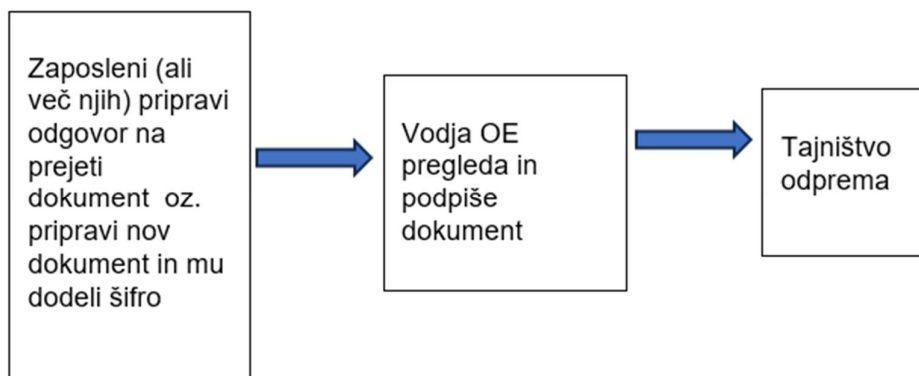 Zaposleni (ali
več njih) pripravi
odgovor na
prejeti
dokument oz.
pripravi nov
dokument in mu
dodeli šifro
Vodja OE
pregleda in
podpiše
dokument
Tajništvo
odprema